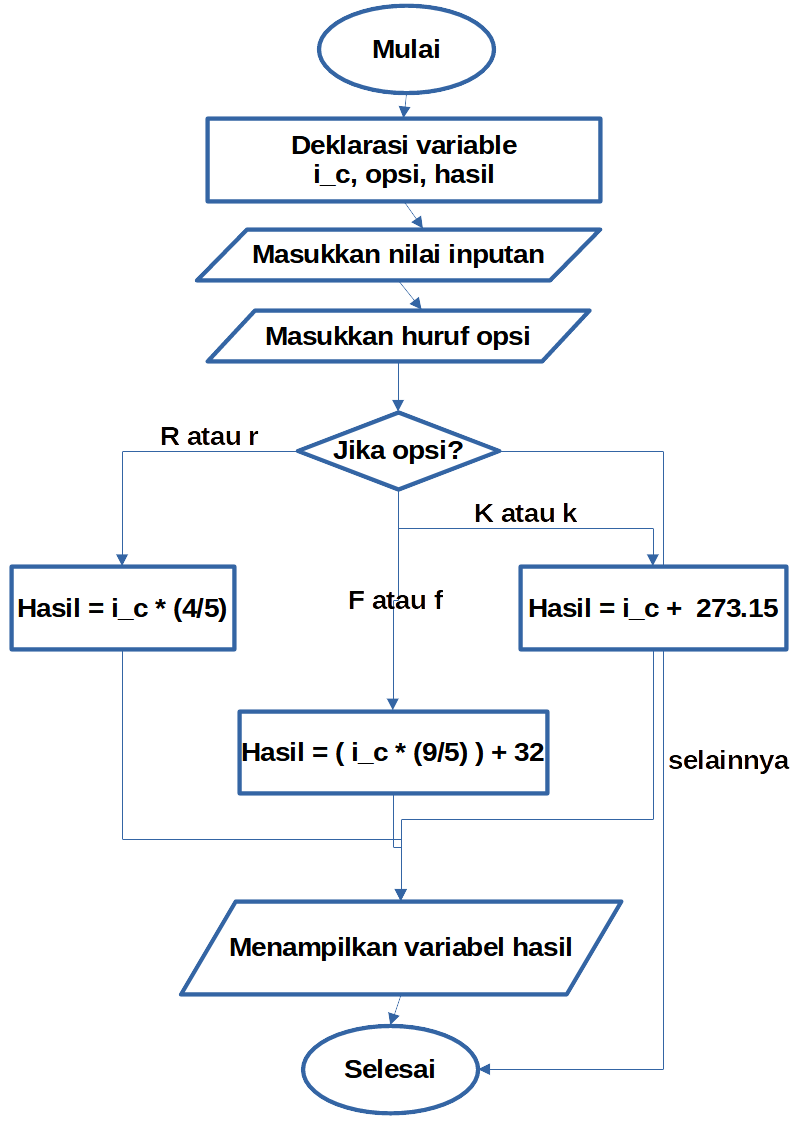 Mulai
Deklarasi variable
i_c, opsi, hasil
Masukkan nilai inputan
Masukkan huruf opsi
Jika opsi?
R atau r
K atau k
F atau f
Hasil = i_c * (4/5)
Hasil = i_c + 273.15
Hasil = ( i_c * (9/5) ) + 32
selainnya
Menampilkan variabel hasil
Selesai